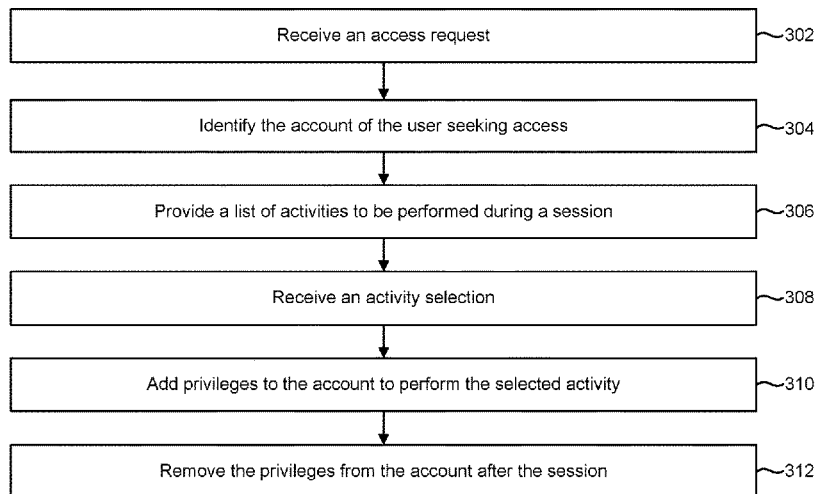 Receive an access request
302
Identify the account of the user seeking access
304
Provide a list of activities to be performed during a session
306
Receive an activity selection
308
Add privileges to the account to perform the selected activity
310
Remove the privileges from the account after the session
312